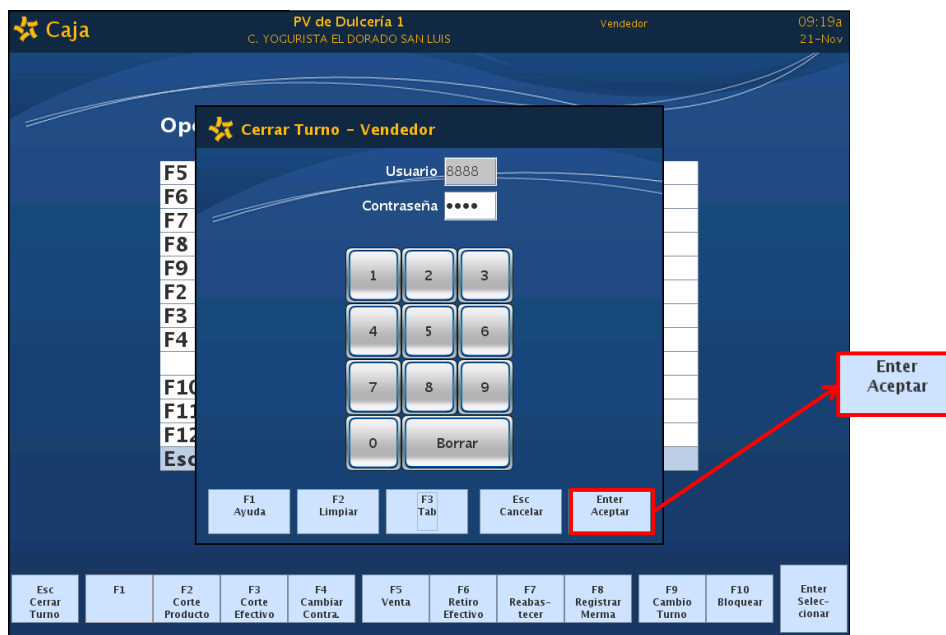 Caja
PV de Dulcería 1
C. YOGURISTA EL DORADO SAN LUIS
Vendedor
09:19a
21-Nov
Cerrar Turno - Vendedor
Usuario 8888
Contraseña ••••
F5
F6
F7
F8
F9
F2
F3
F4
F10
F11
F12
Esc
1 2 3
4 5 6
7 8 9
0 Borrar
F1
Ayuda
F2
Limpiar
F3
Tab
Esc
Cancelar
Enter
Aceptar
Enter
Aceptar
Esc
Cerrar
Turno
F1
F2
Corte
Producto
F3
Corte
Efectivo
F4
Cambiar
Contra.
F5
Venta
F6
Retiro
Efectivo
F7
Reabas-
tecer
F8
Registrar
Merma
F9
Cambio
Turno
F10
Bloquear
Enter
Selec-
cionar